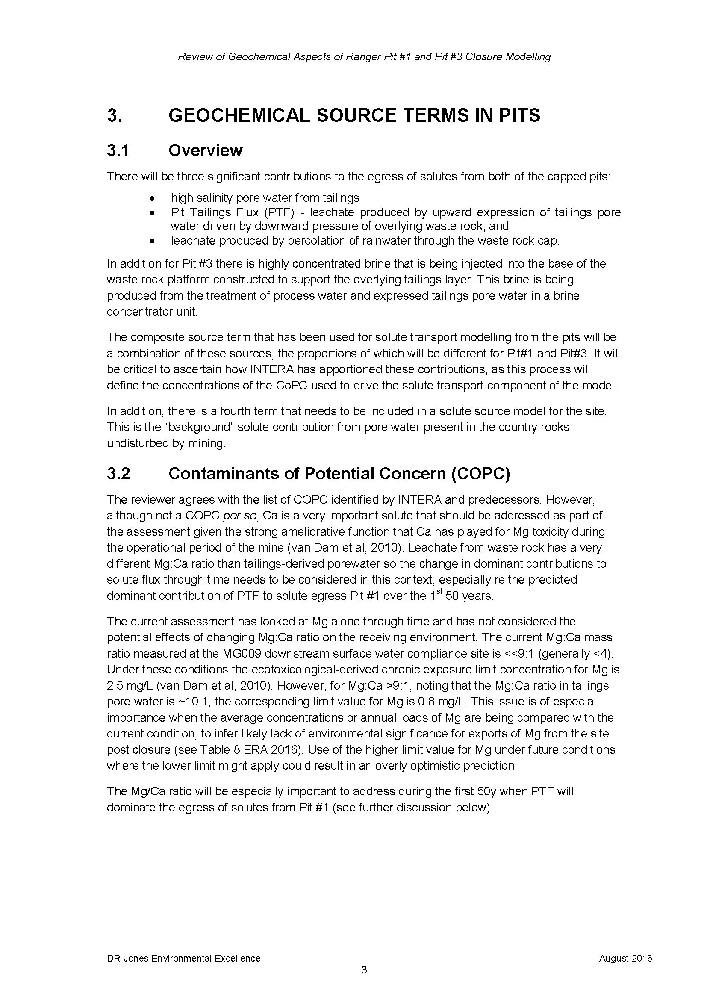 Review of Geochemical Aspects of Ranger Pit #1 and Pit #3 Closure Modelling
3. GEOCHEMICAL SOURCE TERMS IN PITS
3.1 Overview
There will be three significant contributions to the egress of solutes from both of the capped pits:
• high salinity pore water from tailings
• Pit Tailings Flux (PTF) - leachate produced by upward expression of tailings pore
water driven by downward pressure of overlying waste rock; and
• leachate produced by percolation of rainwater through the waste rock cap.
In addition for Pit #3 there is highly concentrated brine that is being injected into the base of the
waste rock platform constructed to support the overlying tailings layer. This brine is being
produced from the treatment of process water and expressed tailings pore water in a brine
concentrator unit.
The composite source term that has been used for solute transport modelling from the pits will be
a combination of these sources, the proportions of which will be different for Pit#1 and Pit#3. It will
be critical to ascertain how INTERA has apportioned these contributions, as this process will
define the concentrations of the CoPC used to drive the solute transport component of the model.
In addition, there is a fourth term that needs to be included in a solute source model for the site.
This is the “background” solute contribution from pore water present in the country rocks
undisturbed by mining.
3.2 Contaminants of Potential Concern (COPC)
The reviewer agrees with the list of COPC identified by INTERA and predecessors. However,
although not a COPC per se, Ca is a very important solute that should be addressed as part of
the assessment given the strong ameliorative function that Ca has played for Mg toxicity during
the operational period of the mine (van Dam et al, 2010). Leachate from waste rock has a very
different Mg:Ca ratio than tailings-derived porewater so the change in dominant contributions to
solute flux through time needs to be considered in this context, especially re the predicted
dominant contribution of PTF to solute egress Pit #1 over the 1st 50 years.
The current assessment has looked at Mg alone through time and has not considered the
potential effects of changing Mg:Ca ratio on the receiving environment. The current Mg:Ca mass
ratio measured at the MG009 downstream surface water compliance site is <<9:1 (generally <4).
Under these conditions the ecotoxicological-derived chronic exposure limit concentration for Mg is
2.5 mg/L (van Dam et al, 2010). However, for Mg:Ca >9:1, noting that the Mg:Ca ratio in tailings
pore water is ~10:1, the corresponding limit value for Mg is 0.8 mg/L. This issue is of especial
importance when the average concentrations or annual loads of Mg are being compared with the
current condition, to infer likely lack of environmental significance for exports of Mg from the site
post closure (see Table 8 ERA 2016). Use of the higher limit value for Mg under future conditions
where the lower limit might apply could result in an overly optimistic prediction.
The Mg/Ca ratio will be especially important to address during the first 50y when PTF will
dominate the egress of solutes from Pit #1 (see further discussion below).
DR Jones Environmental Excellence August 2016
3